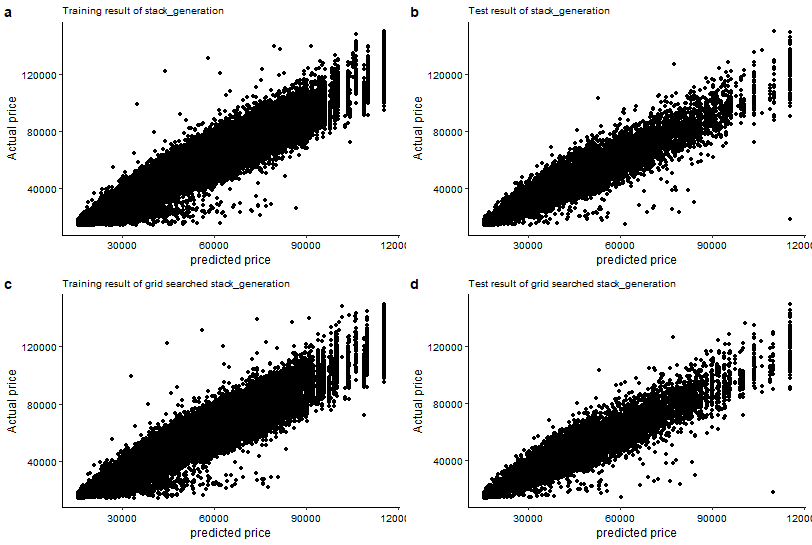 a
Training result of stack_generation
Actual price
120000
80000
40000
30000
60000
90000
12000
predicted price
b
Test result of stack_generation
Actual price
120000
80000
40000
30000
60000
90000
12000
predicted price
c
Training result of grid searched stack_generation
Actual price
120000
80000
40000
30000
60000
90000
12000
predicted price
d
Test result of grid searched stack_generation
Actual price
120000
80000
40000
30000
60000
90000
12000
predicted price